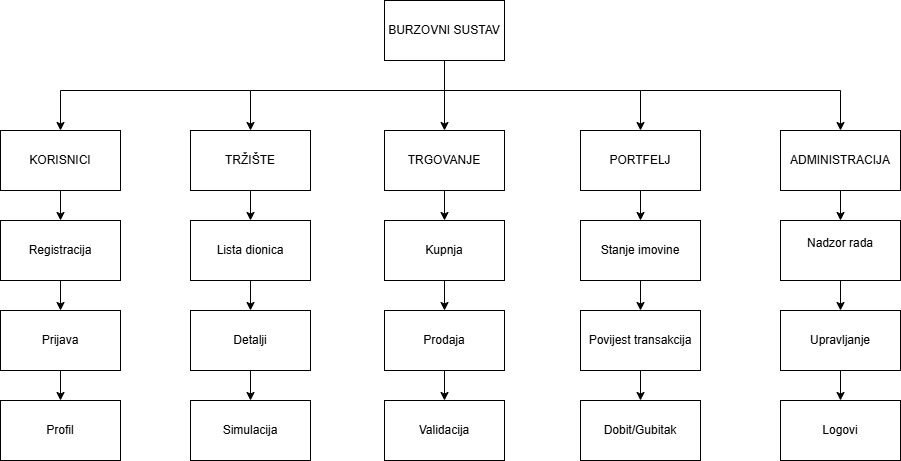 BURZOVNI SUSTAV
KORISNICI
TRŽIŠTE
TRGOVANJE
PORTFELJ
ADMINISTRACIJA
Registracija
Lista dionica
Kupnja
Stanje imovine
Nadzor rada
Prijava
Detalji
Prodaja
Povijest transakcija
Upravljanje
Profil
Simulacija
Validacija
Dobit/Gubitak
Logovi